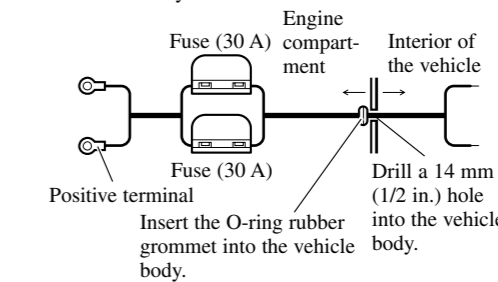 Engine
compart-
ment
Fuse (30 A)
Interior of
the vehicle
Fuse (30 A)
Positive terminal
Drill a 14 mm
(1/2 in.) hole
into the vehicle
body.
Insert the O-ring rubber
grommet into the vehicle
body.